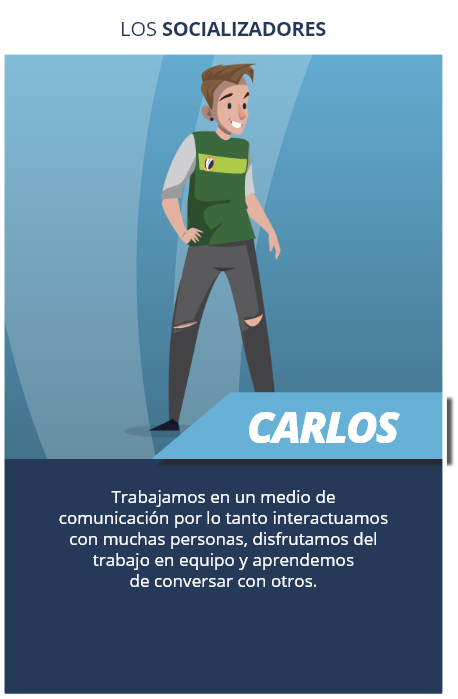 LOS SOCIALIZADORES
CARLOS
Trabajamos en un medio de
comunicación por lo tanto interactuamos
con muchas personas, disfrutamos del
trabajo en equipo y aprendemos
de conversar con otros.